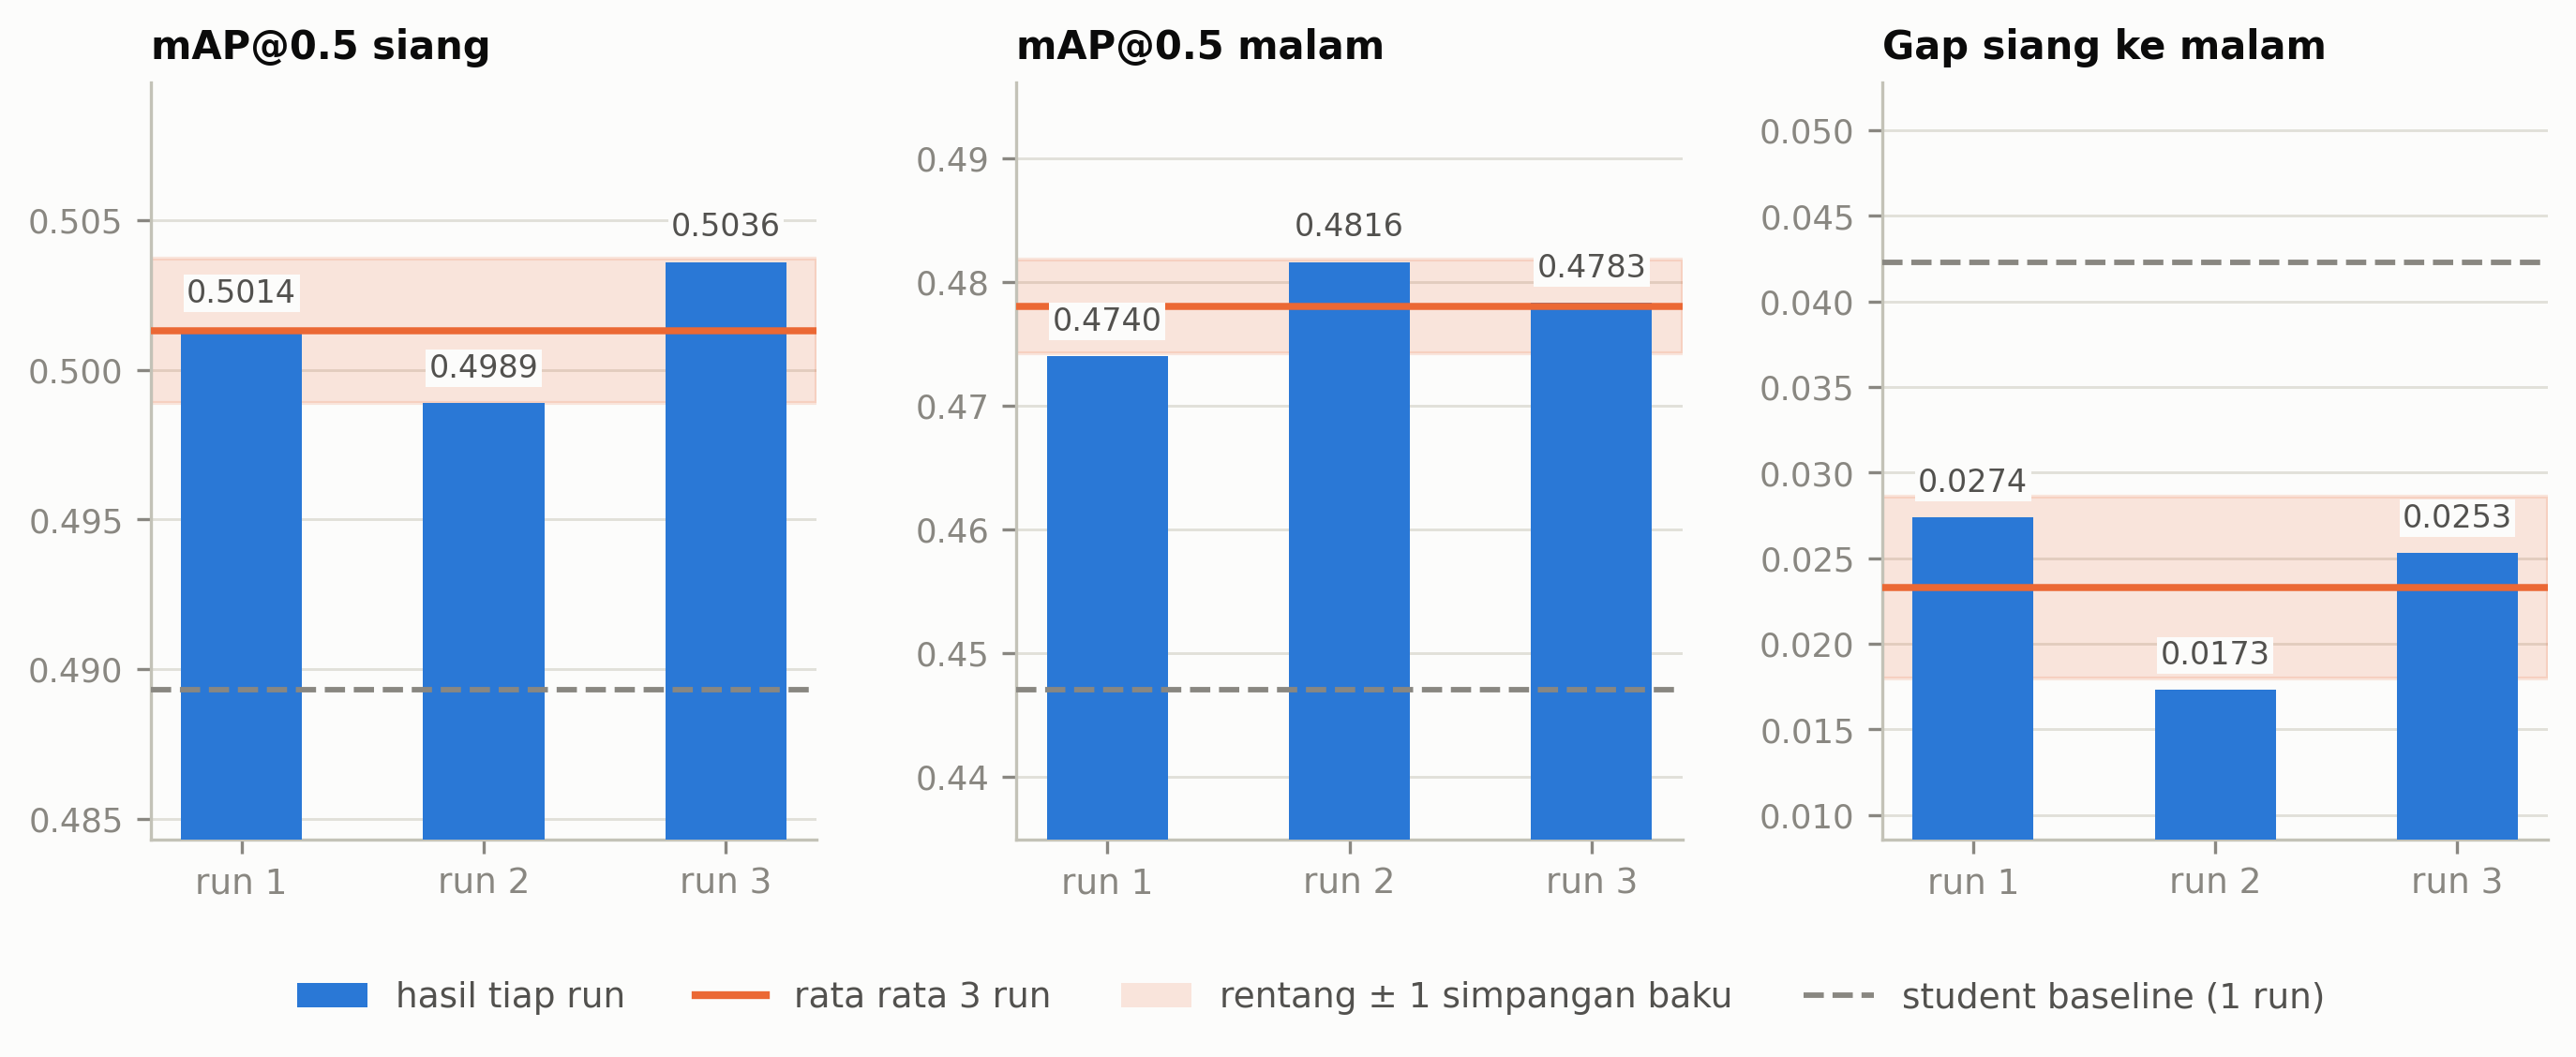 mAP@0.5 siang
0.505
0.500
0.495
0.490
0.485
0.5014
0.4989
0.5036
run 1
run 2
run 3
mAP@0.5 malam
0.49
0.48
0.47
0.46
0.45
0.44
0.4740
0.4816
0.4783
run 1
run 2
run 3
Gap siang ke malam
0.050
0.045
0.040
0.035
0.030
0.025
0.020
0.015
0.010
0.0274
0.0173
0.0253
run 1
run 2
run 3
hasil tiap run
rata rata 3 run
rentang ± 1 simpangan baku
student baseline (1 run)